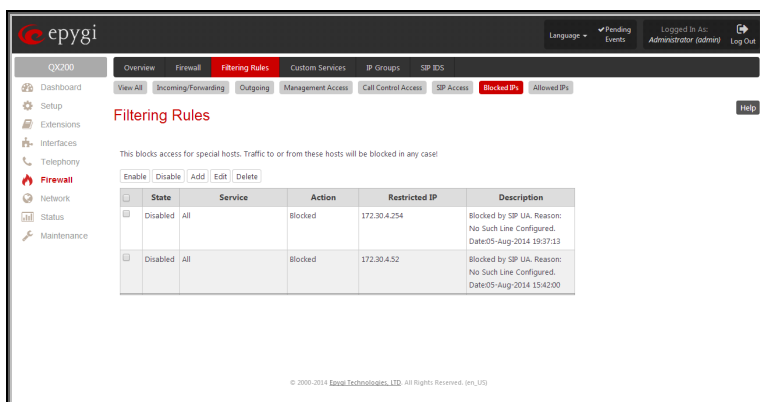 epygi
Language
Pending Events
Logged In As: Administrator (admin)
Log Out
QX200
Overview Firewall Filtering Rules Custom Services IP Groups SIP IDS
Dashboard
Setup
Extensions
Interfaces
Telephony
Firewall
Network
Status
Maintenance
View All Incoming/Forwarding Outgoing Management Access Call Control Access SIP Access Blocked IPs Allowed IPs
Help
Filtering Rules
This blocks access for special hosts. Traffic to or from these hosts will be blocked in any case!
Enable Disable Add Edit Delete
State Service Action Restricted IP Description
Disabled All Blocked 172.30.4.254 Blocked by SIP UA. Reason:
No Such Line Configured.
Date:05-Aug-2014 19:37:13
Disabled All Blocked 172.30.4.52 Blocked by SIP UA. Reason:
No Such Line Configured.
Date:05-Aug-2014 15:42:00
© 2000-2014 Epygi Technologies, LTD. All Rights Reserved. (en_US)